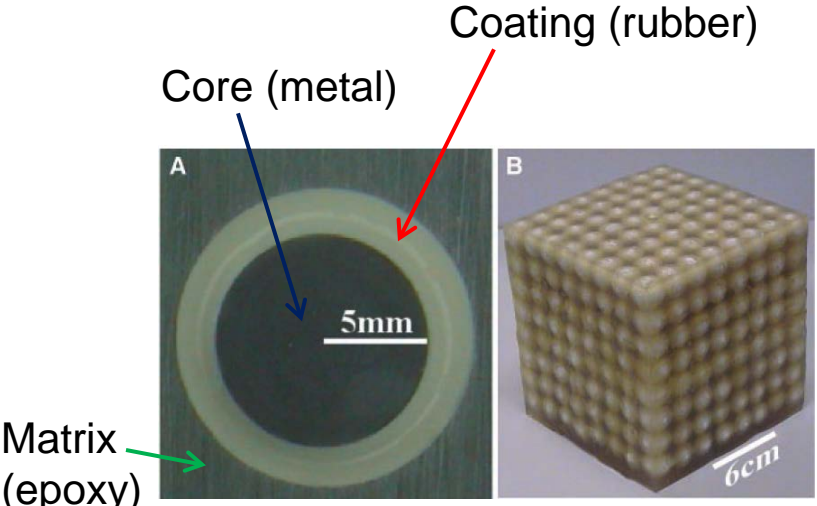 Coating (rubber)
Core (metal)
A
B
5mm
Matrix
(epoxy)
6cm